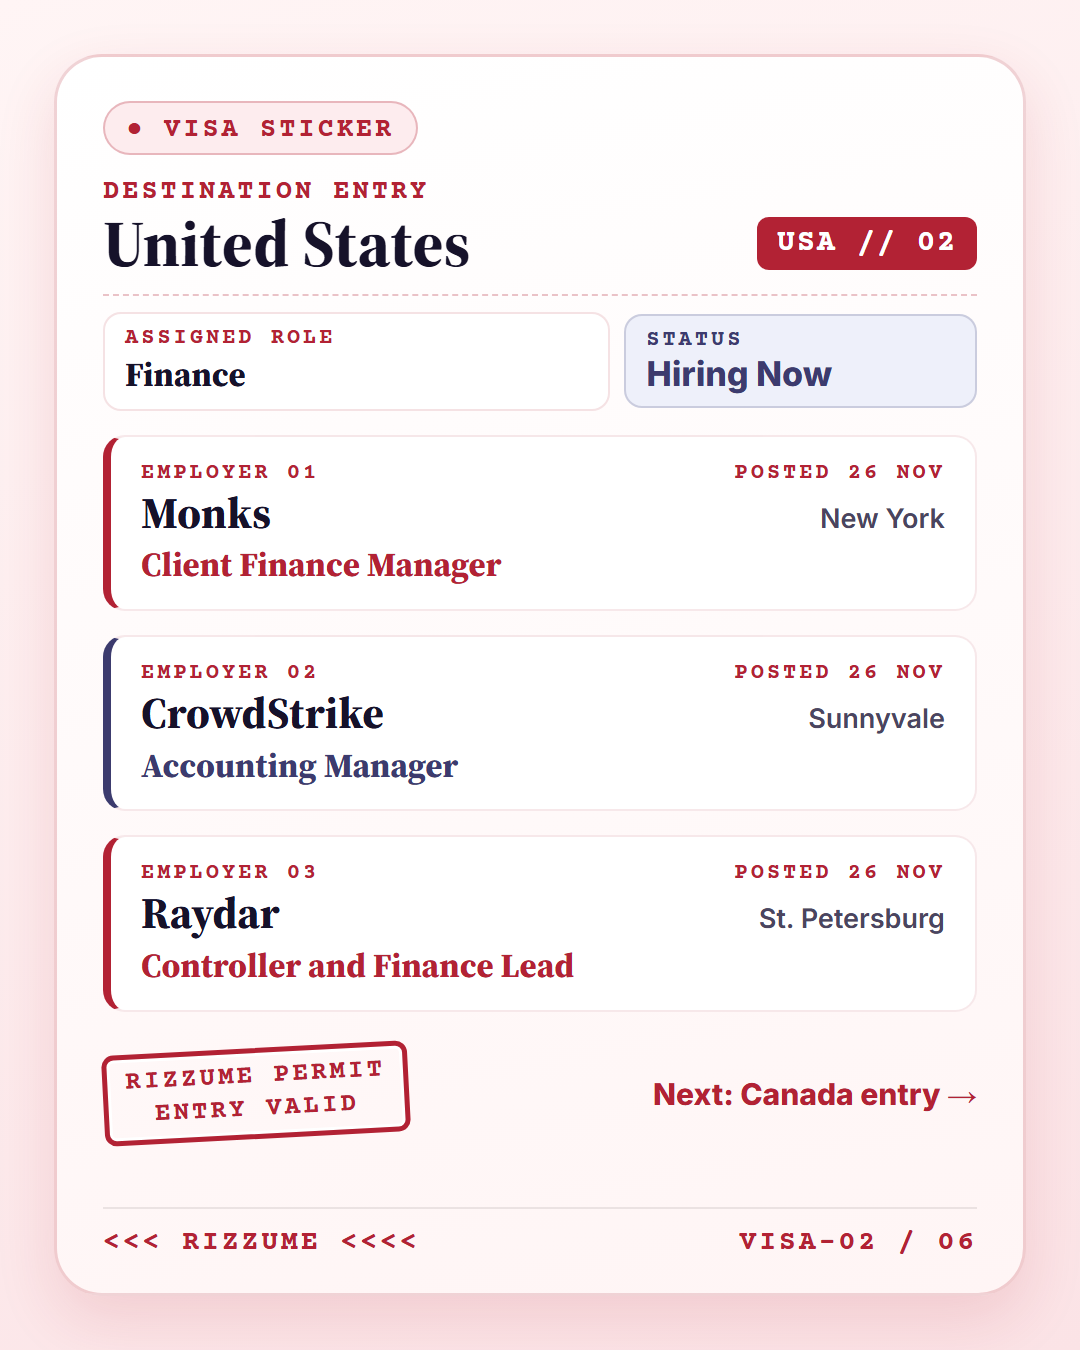 • VISA STICKER
DESTINATION ENTRY
United States
USA // 02
ASSIGNED ROLE
Finance
STATUS
Hiring Now
EMPLOYER 01
POSTED 26 NOV
Monks
New York
Client Finance Manager
EMPLOYER 02
POSTED 26 NOV
CrowdStrike
Sunnyvale
Accounting Manager
EMPLOYER 03
POSTED 26 NOV
Raydar
St. Petersburg
Controller and Finance Lead
RIZZUME PERMIT
ENTRY VALID
Next: Canada entry →
<<< RIZZUME <<<<
VISA-02 / 06